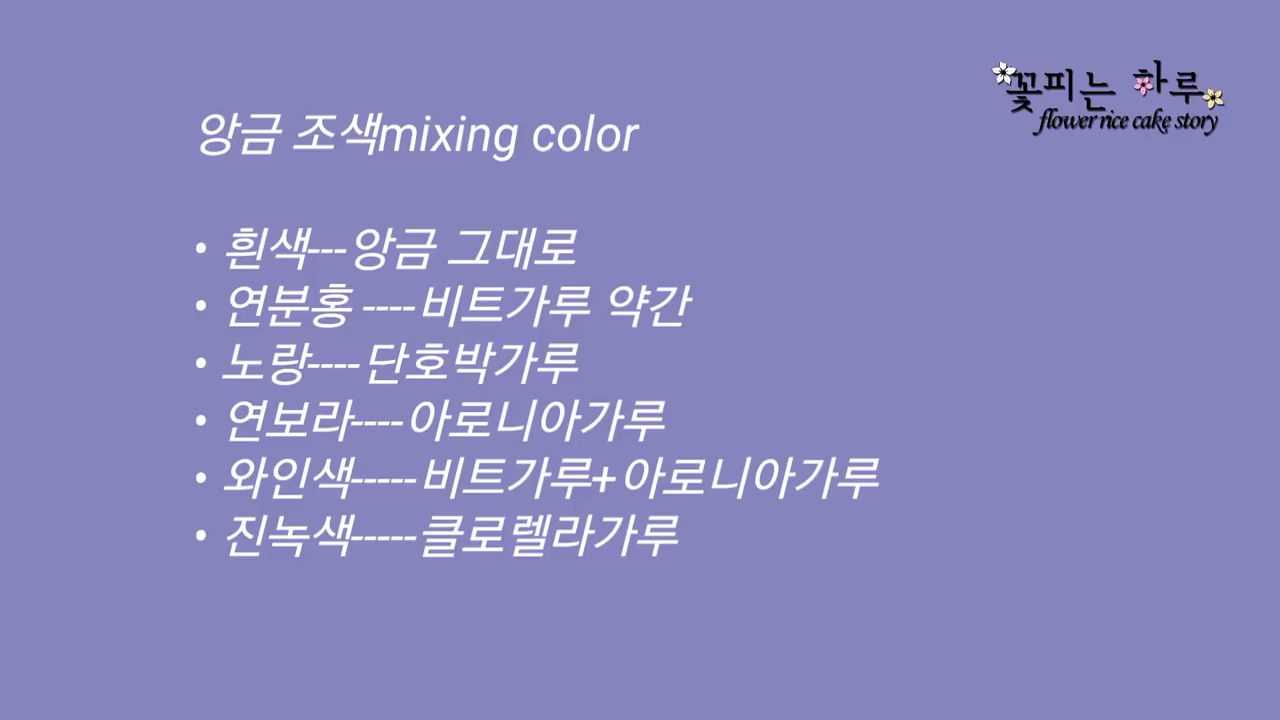 꽃피는 하루
flower rice cake story
앙금 조색mixing color
• 흰색---앙금 그대로
• 연분홍 ----비트가루 약간
• 노랑----단호박가루
• 연보라----아로니아가루
• 와인색-----비트가루+아로니아가루
• 진녹색-----클로렐라가루